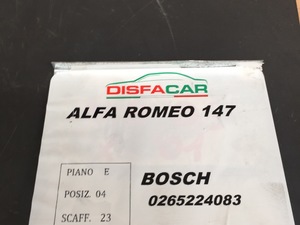 DISFACAR
ALFA ROMEO 147
PIANO E
POSIZ. 04
SCAFF. 23
BOSCH
0265224083